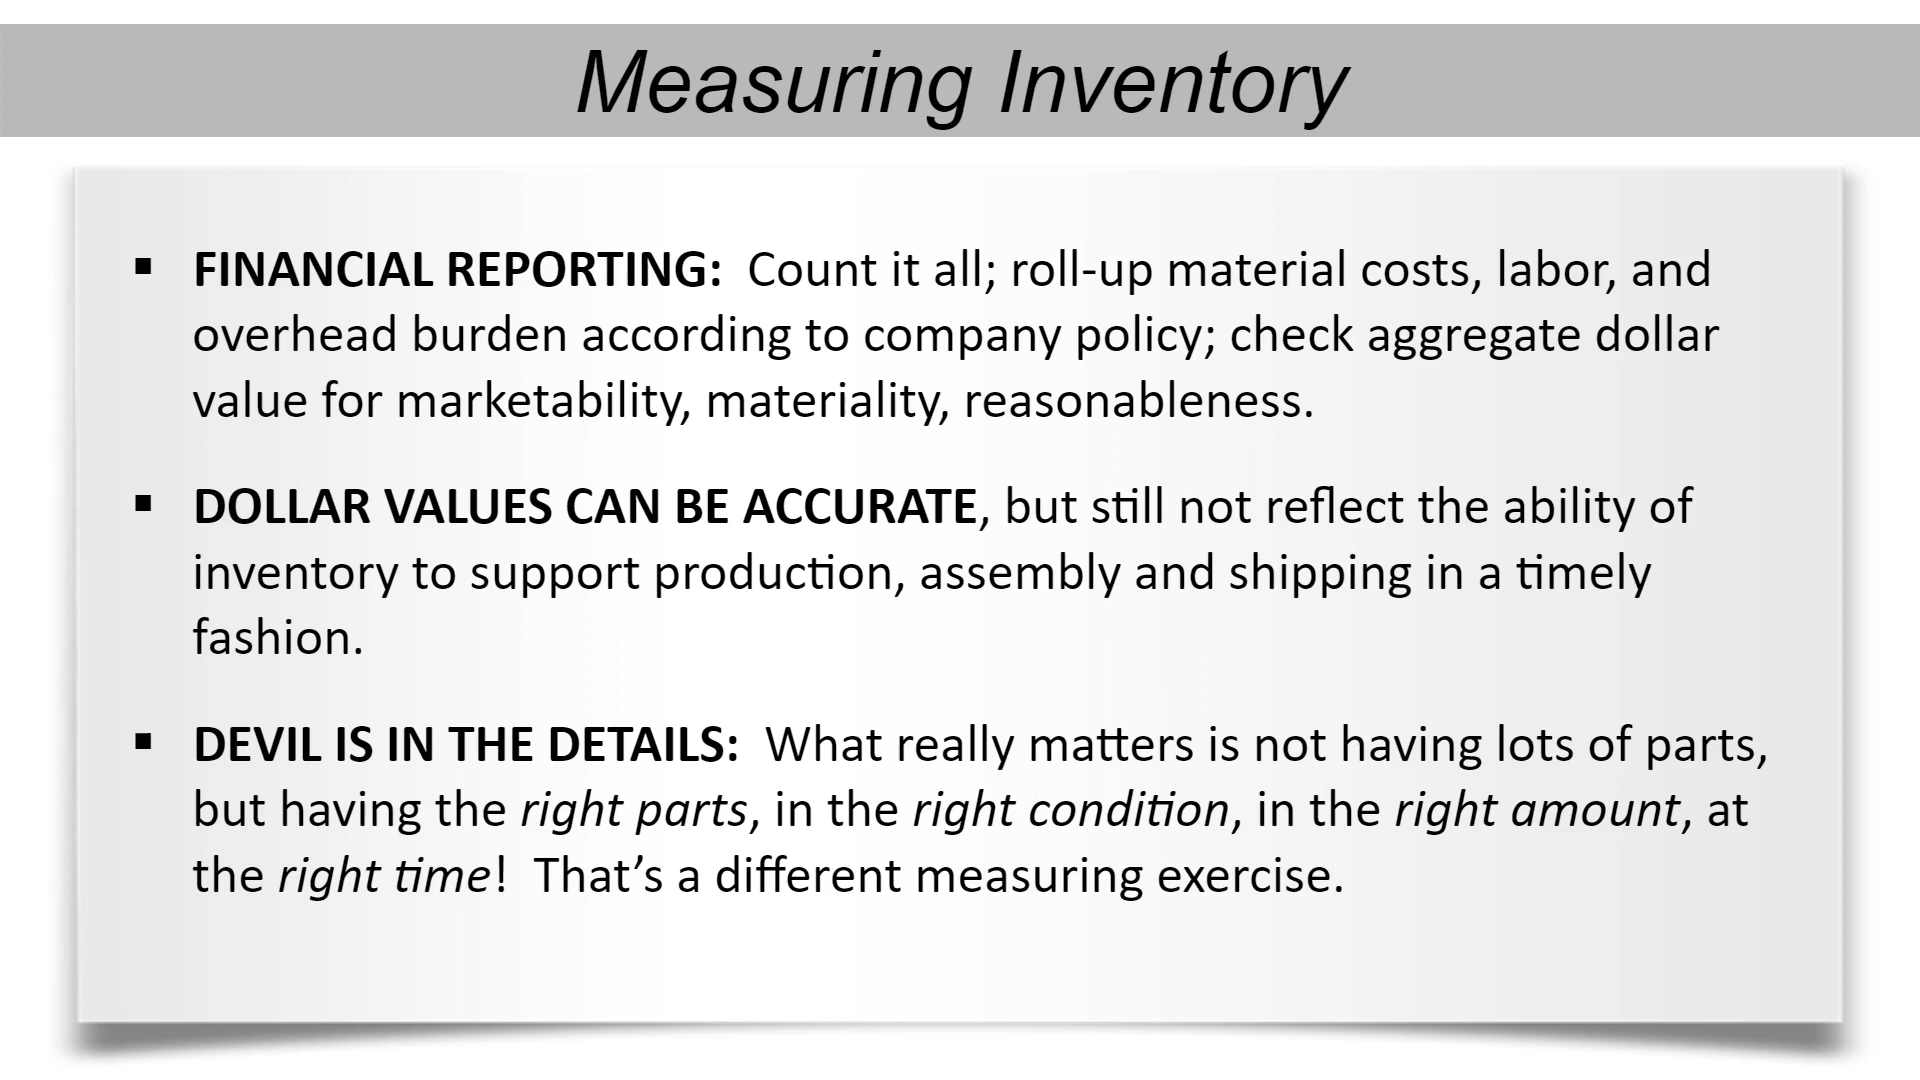 Measuring Inventory
▪ FINANCIAL REPORTING: Count it all; roll-up material costs, labor, and
overhead burden according to company policy; check aggregate dollar
value for marketability, materiality, reasonableness.
▪ DOLLAR VALUES CAN BE ACCURATE, but still not reflect the ability of
inventory to support production, assembly and shipping in a timely
fashion.
▪ DEVIL IS IN THE DETAILS: What really matters is not having lots of parts,
but having the right parts, in the right condition, in the right amount, at
the right time! That’s a different measuring exercise.